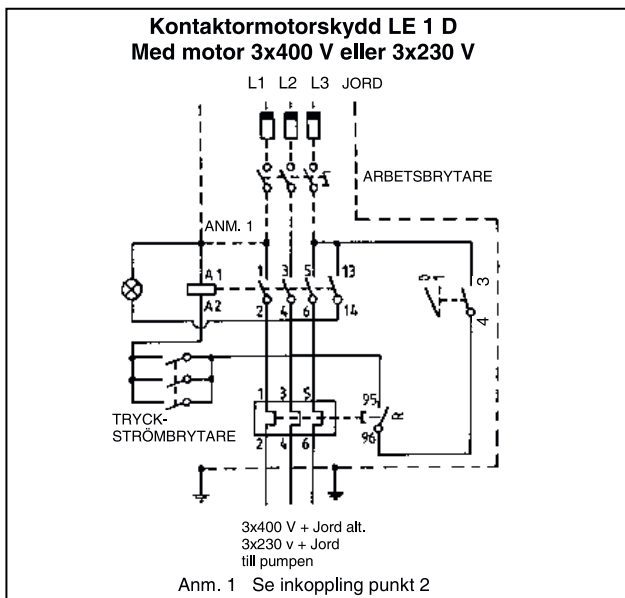 Kontaktormotorskydd LE 1 D
Med motor 3x400 V eller 3x230 V
L1 L2 L3 JORD
ARBETSBRYTARE
ANM. 1
A1
A2
1 3 5 13
2 4 6 14
0 1
3
4
1 3 5
2 4 6
95
96
R
TRYCK-
STRÖMBRYTARE
3x400 V + Jord alt.
3x230 v + Jord
till pumpen
Anm. 1 Se inkoppling punkt 2